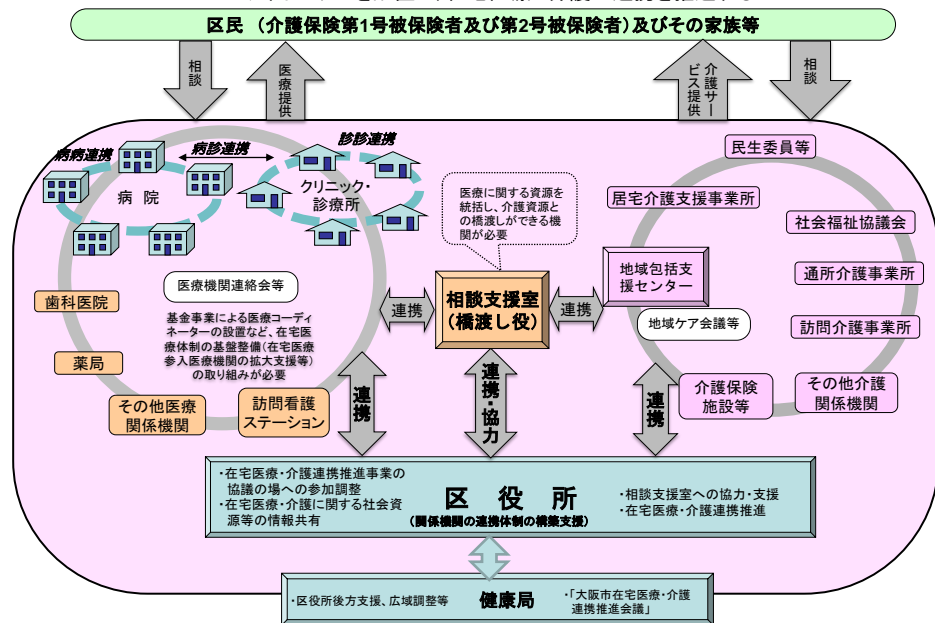 区民 (介護保険第1号被保険者及び第2号被保険者)及びその家族等
相談
医療提供
介護サー
ビス提供
相談
病病連携
病診連携
診診連携
病 院
クリニック・
診療所
医療に関する資源を
統括し、介護資源と
の橋渡しができる機
関が必要
民生委員等
居宅介護支援事業所
社会福祉協議会
地域包括支
援センター
通所介護事業所
医療機関連絡会等
歯科医院
連携
相談支援室
(橋渡し役)
連携
地域ケア会議等
訪問介護事業所
基金事業による医療コーディ
ネーターの設置など、在宅医
療体制の基盤整備(在宅医療
参入医療機関の拡大支援等)
の取り組みが必要
薬局
その他医療
関係機関
訪問看護
ステーション
連携
連携・協力
連携
介護保険
施設等
その他介護
関係機関
・在宅医療・介護連携推進事業の
協議の場への参加調整
・在宅医療・介護に関する社会資
源等の情報共有
区 役 所
(関係機関の連携体制の構築支援)
・相談支援室への協力・支援
・在宅医療・介護連携推進
・区役所後方支援、広域調整等
健康局
・「大阪市在宅医療・介護
連携推進会議」